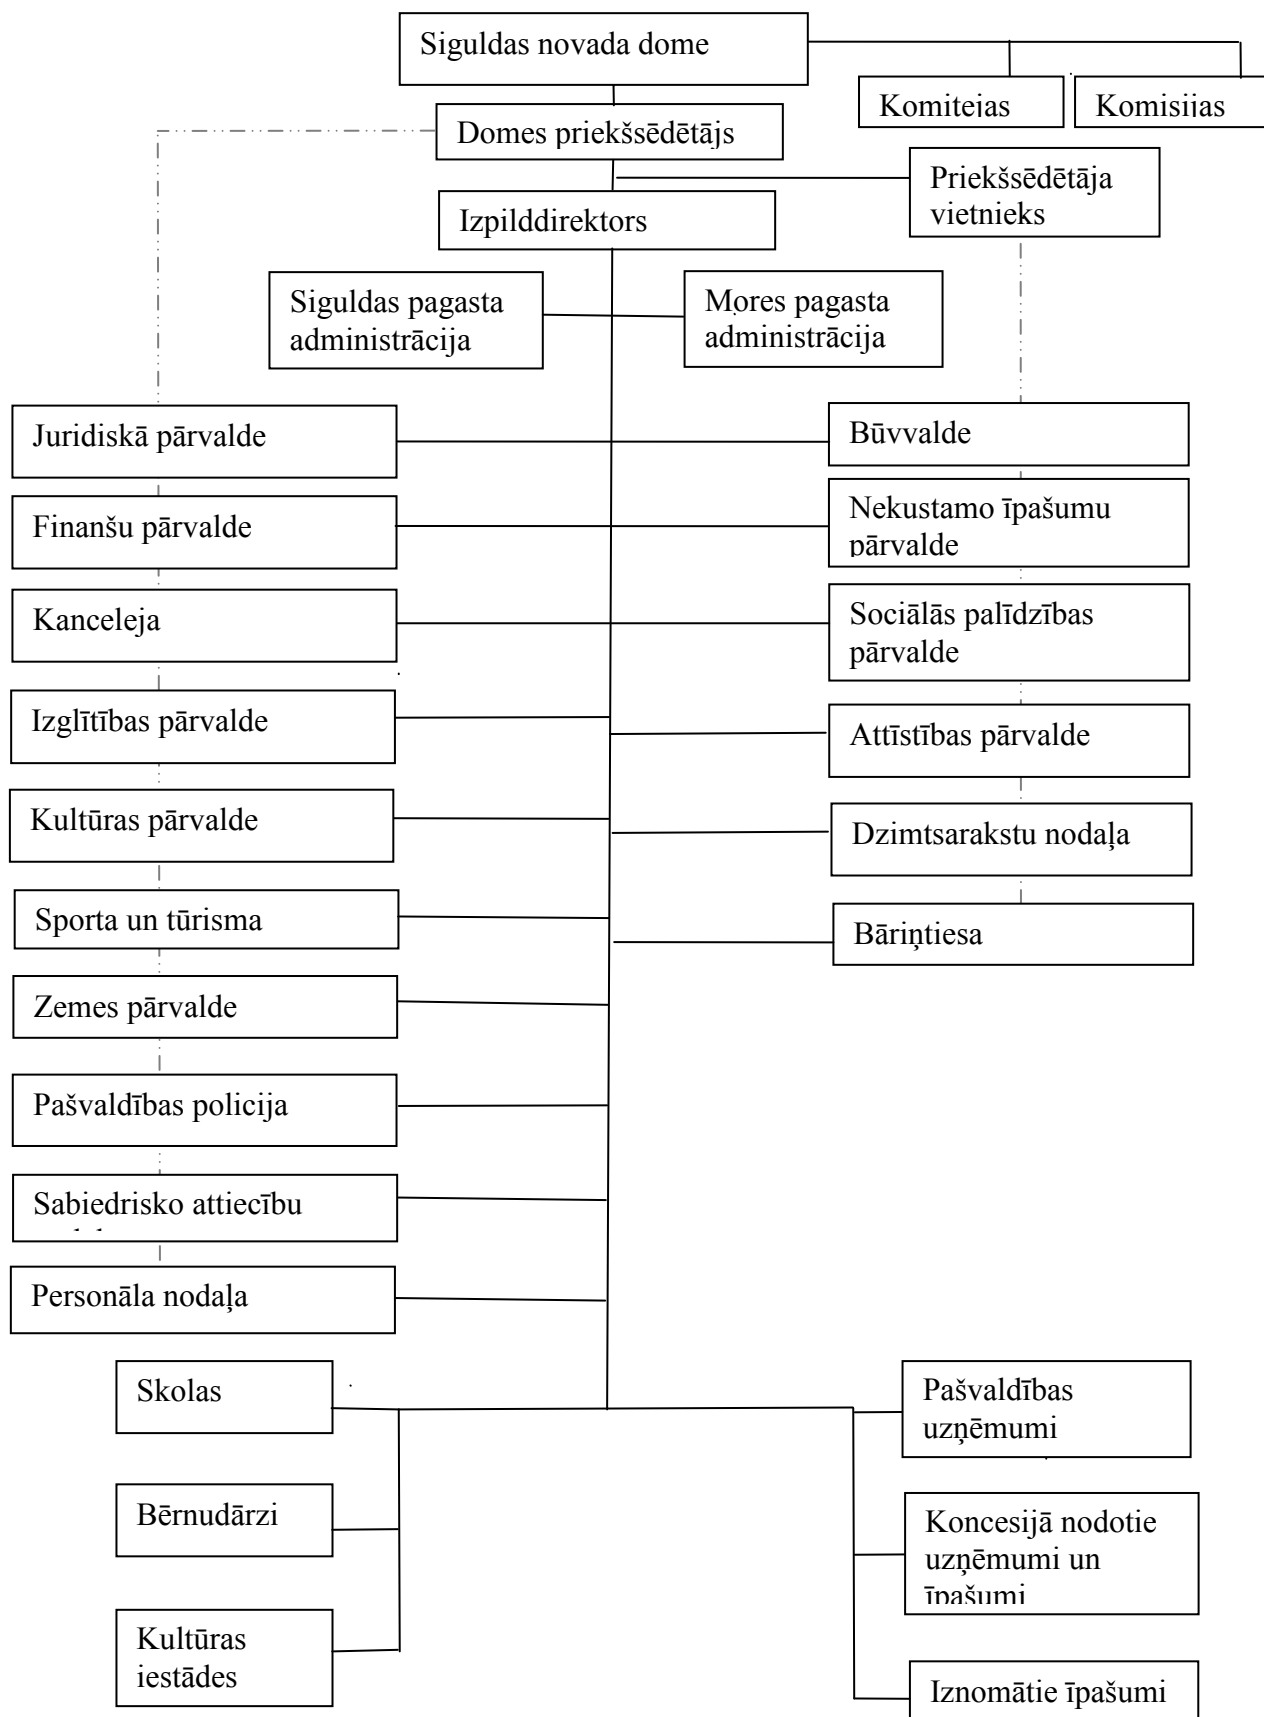 Siguldas novada dome
Komitejas
Komisijas
Domes priekšsēdētājs
Priekšsēdētāja
vietnieks
Izpilddirektors
Siguldas pagasta
administrācija
Mores pagasta
administrācija
Juridiskā pārvalde
Būvvalde
Finanšu pārvalde
Nekustamo īpašumu
pārvalde
Kanceleja
Sociālās palīdzības
pārvalde
Izglītības pārvalde
Attīstības pārvalde
Kultūras pārvalde
Dzimtsarakstu nodaļa
Sporta un tūrisma
Bāriņtiesa
Zemes pārvalde
Pašvaldības policija
Sabiedrisko attiecību
Personāla nodaļa
Skolas
Pašvaldības
uzņēmumi
Bērnudārzi
Koncesijā nodotie
uzņēmumi un
īpašumi
Kultūras
iestādes
Iznomātie īpašumi